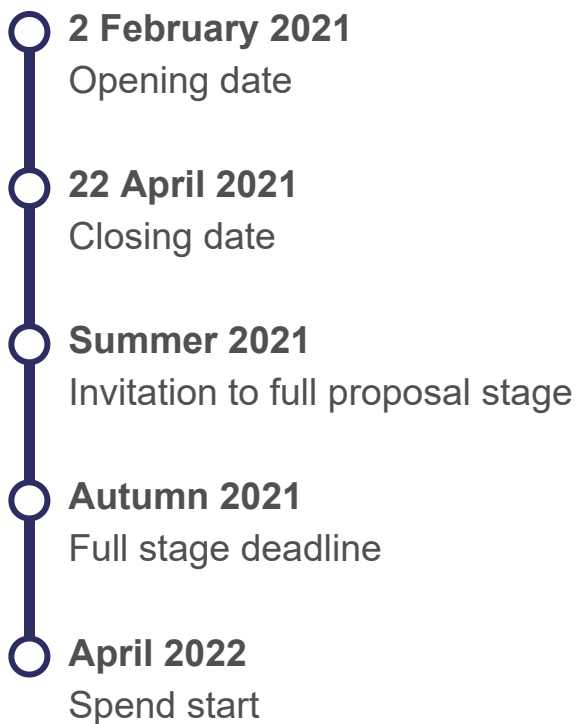 2 February 2021
Opening date
22 April 2021
Closing date
Summer 2021
Invitation to full proposal stage
Autumn 2021
Full stage deadline
April 2022
Spend start